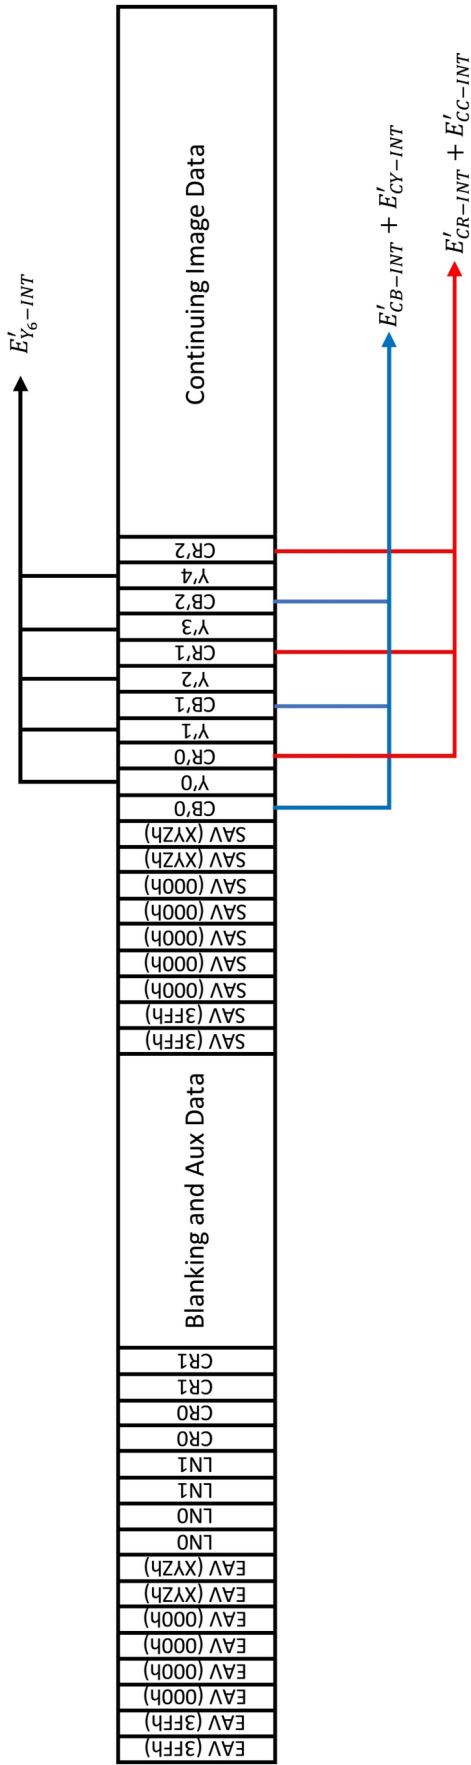 E′Y₆−INT
EAV (3FFh)
EAV (3FFh)
EAV (000h)
EAV (000h)
EAV (000h)
EAV (000h)
EAV (XYZh)
EAV (XYZh)
LN0
LN0
LN1
LN1
CR0
CR0
CR1
CR1
Blanking and Aux Data
SAV (3FFh)
SAV (3FFh)
SAV (000h)
SAV (000h)
SAV (000h)
SAV (000h)
SAV (000h)
SAV (XYZh)
SAV (XYZh)
CB'0
Y'0
CR'0
Y'1
CB'1
Y'2
CR'1
Y'3
CB'2
Y'4
CR'2
Continuing Image Data
E′CB−INT + E′CY−INT
E′CR−INT + E′CC−INT